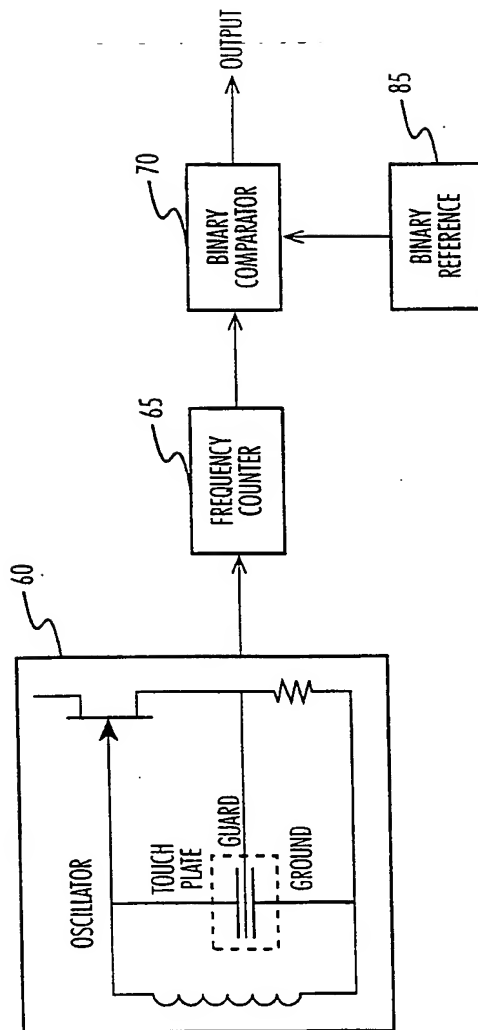 60
OSCILLATOR
TOUCH
PLATE
GUARD
GROUND
65
FREQUENCY
COUNTER
70
BINARY
COMPARATOR
OUTPUT
85
BINARY
REFERENCE